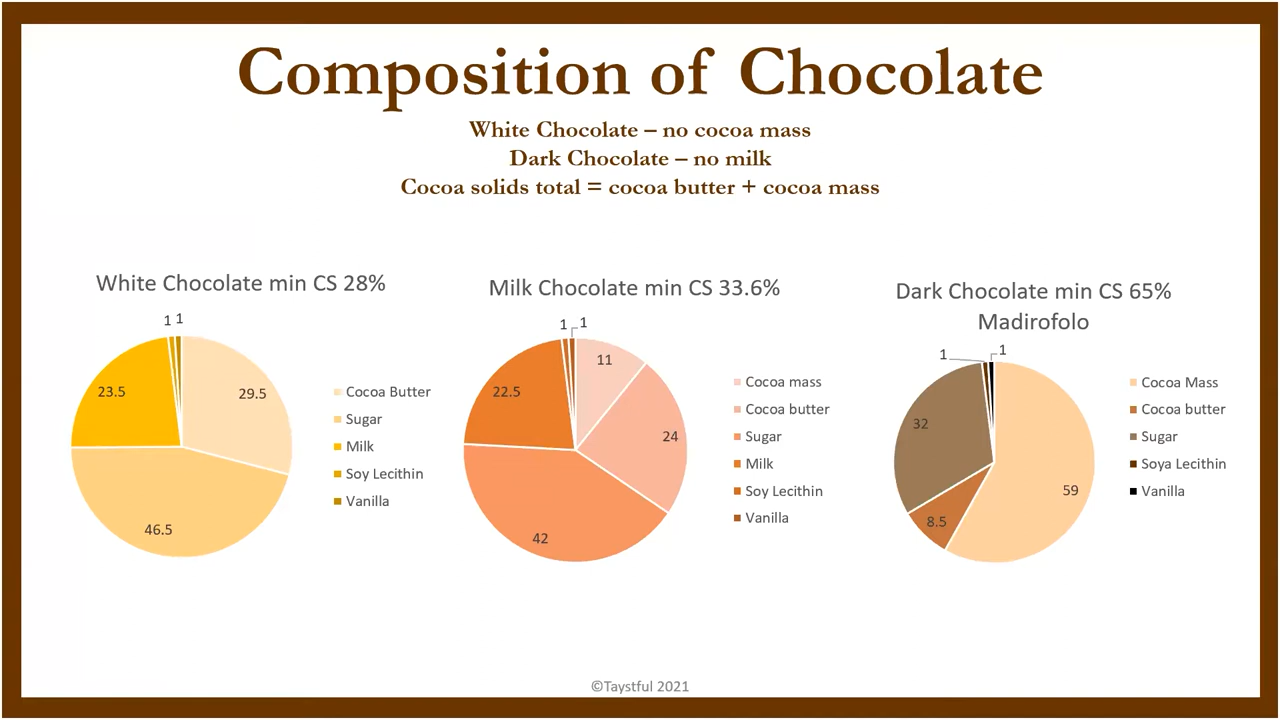 Composition of Chocolate
White Chocolate – no cocoa mass
Dark Chocolate – no milk
Cocoa solids total = cocoa butter + cocoa mass
White Chocolate min CS 28%
1 1
23.5
29.5
46.5
Cocoa Butter
Sugar
Milk
Soy Lecithin
Vanilla
Milk Chocolate min CS 33.6%
1 1
11
22.5
24
42
Cocoa mass
Cocoa butter
Sugar
Milk
Soy Lecithin
Vanilla
Dark Chocolate min CS 65%
Madirofolo
1 1
32
59
8.5
Cocoa Mass
Cocoa butter
Sugar
Soya Lecithin
Vanilla
©Taystful 2021